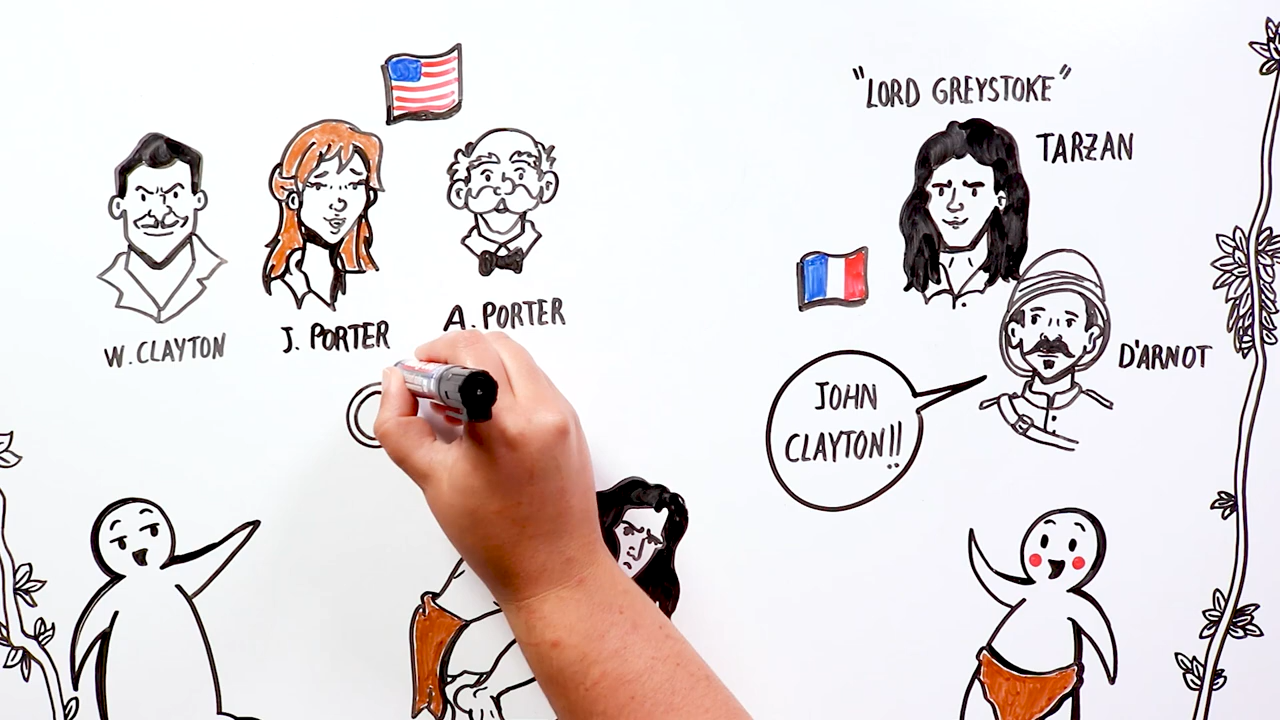 "LORD GREYSTOKE"
TARZAN
W. CLAYTON
J. PORTER
A. PORTER
D'ARNOT
JOHN
CLAYTON!!